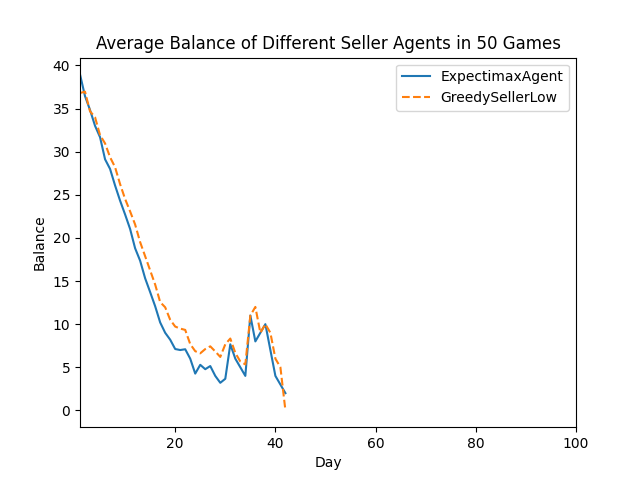 Average Balance of Different Seller Agents in 50 Games
ExpectimaxAgent
GreedySellerLow
Balance
40
35
30
25
20
15
10
5
0
20
40
60
80
100
Day